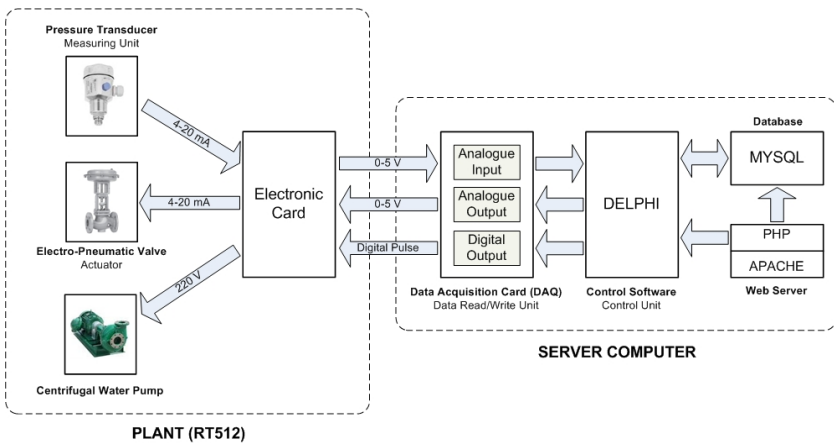 Pressure Transducer
Measuring Unit
4-20 mA
Electronic
Card
4-20 mA
Electro-Pneumatic Valve
Actuator
220 V
Centrifugal Water Pump
PLANT (RT512)
0-5 V
0-5 V
Digital Pulse
Analogue
Input
Analogue
Output
Digital
Output
Data Acquisition Card (DAQ)
Data Read/Write Unit
DELPHI
Control Software
Control Unit
Database
MYSQL
PHP
APACHE
Web Server
SERVER COMPUTER